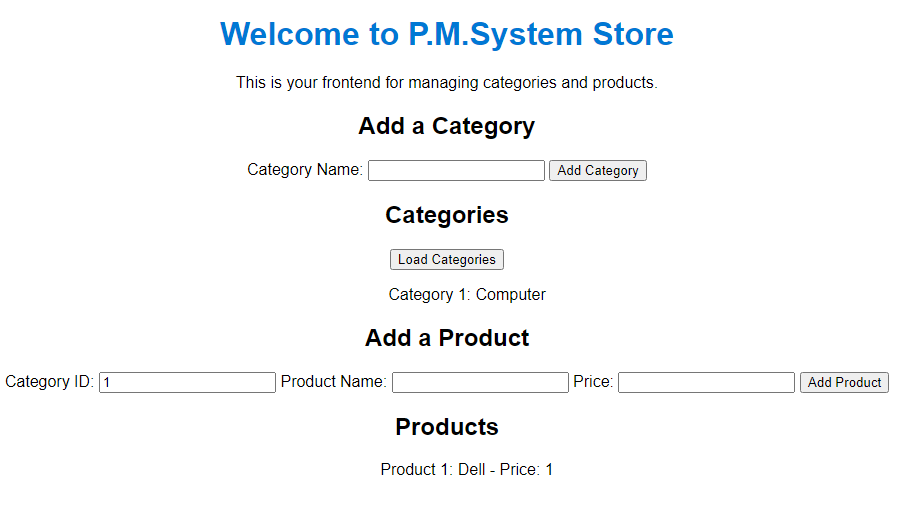 Welcome to P.M.System Store
This is your frontend for managing categories and products.
Add a Category
Category Name: Add Category
Categories
Load Categories
Category 1: Computer
Add a Product
Category ID: 1 Product Name: Price: Add Product
Products
Product 1: Dell - Price: 1